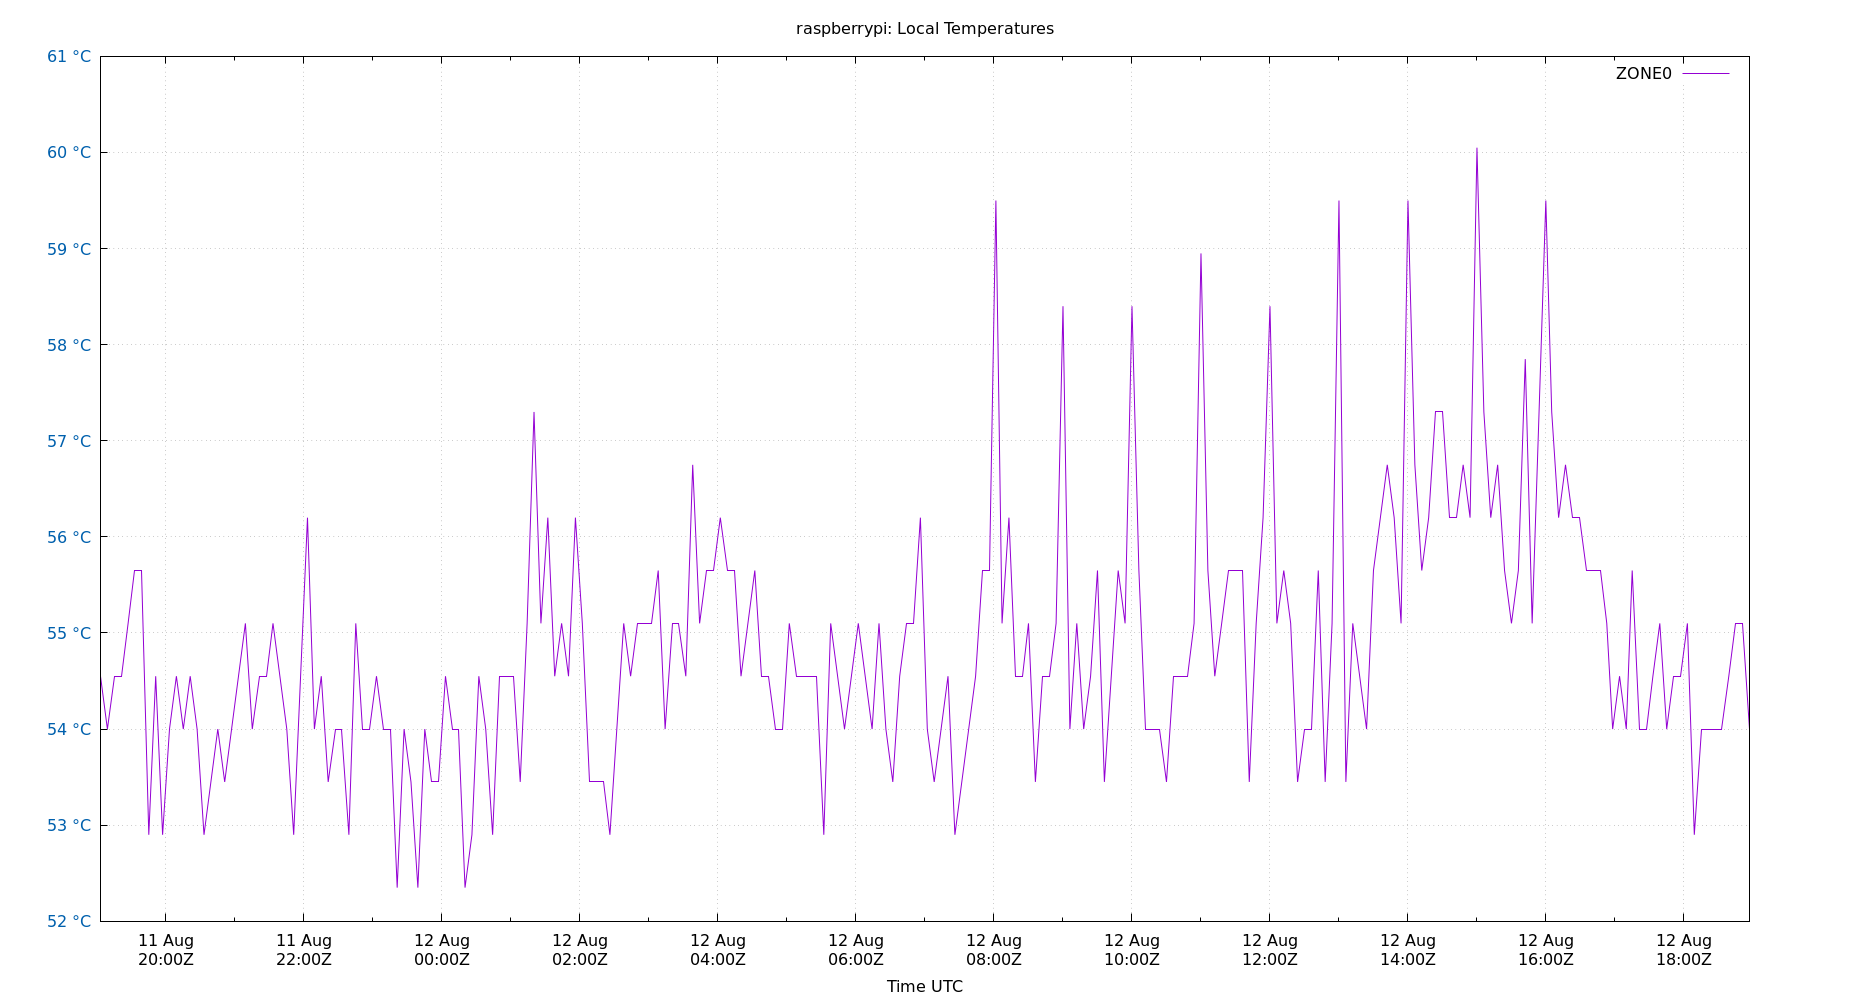 raspberrypi: Local Temperatures
61 °C
ZONE0
60 °C
59 °C
58 °C
57 °C
56 °C
55 °C
54 °C
53 °C
52 °C
11 Aug 11 Aug 12 Aug 12 Aug 12 Aug 12 Aug 12 Aug 12 Aug 12 Aug 12 Aug 12 Aug 12 Aug
20:00Z 22:00Z 00:00Z 02:00Z 04:00Z 06:00Z 08:00Z 10:00Z 12:00Z 14:00Z 16:00Z 18:00Z
Time UTC